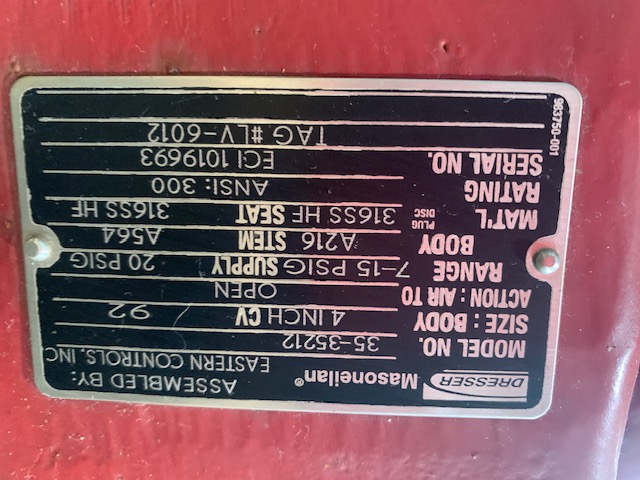 DRESSER Masoneilan® ASSEMBLED BY:
EASTERN CONTROLS, INC
MODEL NO. 35-35212
SIZE: BODY 4 INCH CV 92
ACTION: AIR TO OPEN
RANGE 7-15 PSIG SUPPLY 20 PSIG
BODY A216 STEM A564
MAT'L PLUG DISC 316SS HF SEAT 316SS HF
RATING ANSI: 300
SERIAL NO. ECI 1019693
TAG.#LV-6012
983750-001